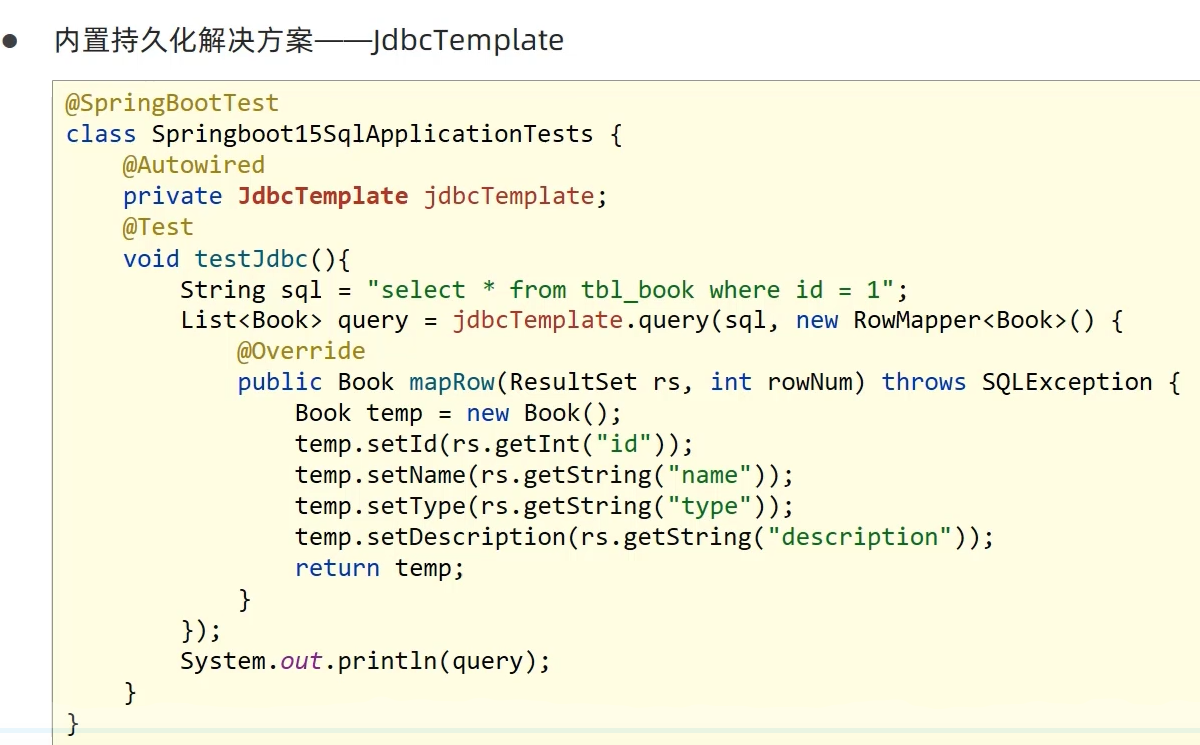 ● 内置持久化解决方案——JdbcTemplate
@SpringBootTest
class Springboot15SqlApplicationTests {
    @Autowired
    private JdbcTemplate jdbcTemplate;
    @Test
    void testJdbc(){
        String sql = "select * from tbl_book where id = 1";
        List<Book> query = jdbcTemplate.query(sql, new RowMapper<Book>() {
            @Override
            public Book mapRow(ResultSet rs, int rowNum) throws SQLException {
                Book temp = new Book();
                temp.setId(rs.getInt("id"));
                temp.setName(rs.getString("name"));
                temp.setType(rs.getString("type"));
                temp.setDescription(rs.getString("description"));
                return temp;
            }
        });
        System.out.println(query);
    }
}